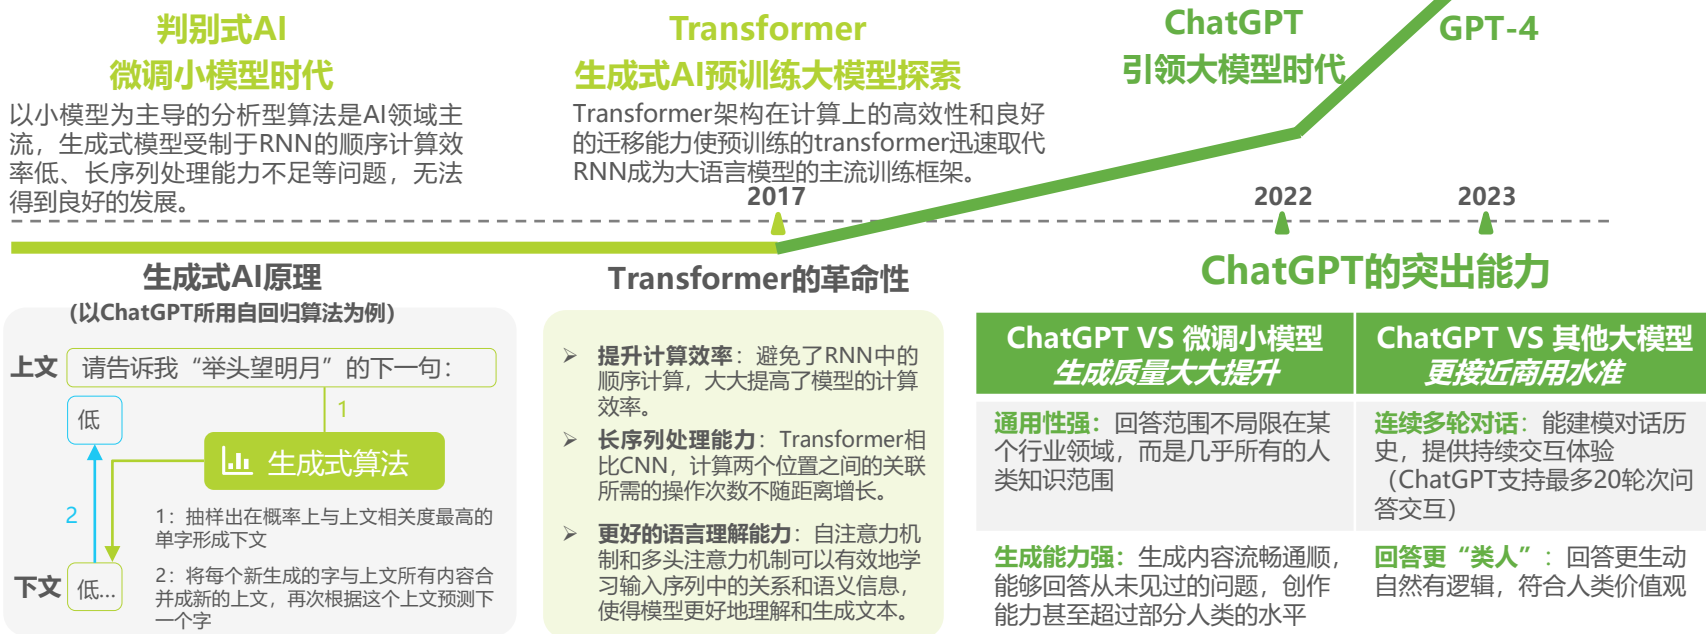 判别式AI
微调小模型时代
以小模型为主导的分析型算法是AI领域主
流，生成式模型受制于RNN的顺序计算效
率低、长序列处理能力不足等问题，无法
得到良好的发展。
Transformer
生成式AI预训练大模型探索
Transformer架构在计算上的高效性和良好
的迁移能力使预训练的transformer迅速取代
RNN成为大语言模型的主流训练框架。
ChatGPT
引领大模型时代
GPT-4
2017
2022
2023
生成式AI原理
(以ChatGPT所用自回归算法为例)
上文
请告诉我“举头望明月”的下一句：
低
1
生成式算法
2
1：抽样出在概率上与上文相关度最高的
单字形成下文
下文
低...
2：将每个新生成的字与上文所有内容合
并成新的上文，再次根据这个上文预测下
一个字
Transformer的革命性
➢ 提升计算效率：避免了RNN中的
顺序计算，大大提高了模型的计算
效率。
➢ 长序列处理能力：Transformer相
比CNN，计算两个位置之间的关联
所需的操作次数不随距离增长。
➢ 更好的语言理解能力：自注意力机
制和多头注意力机制可以有效地学
习输入序列中的关系和语义信息，
使得模型更好地理解和生成文本。
ChatGPT的突出能力
ChatGPT VS 微调小模型
生成质量大大提升
ChatGPT VS 其他大模型
更接近商用水准
通用性强：回答范围不局限在某
个行业领域，而是几乎所有的人
类知识范围
连续多轮对话：能建模对话历
史，提供持续交互体验
（ChatGPT支持最多20轮次问
答交互）
生成能力强：生成内容流畅通顺，
能够回答从未见过的问题，创作
能力甚至超过部分人类的水平
回答更“类人”：回答更生动
自然有逻辑，符合人类价值观